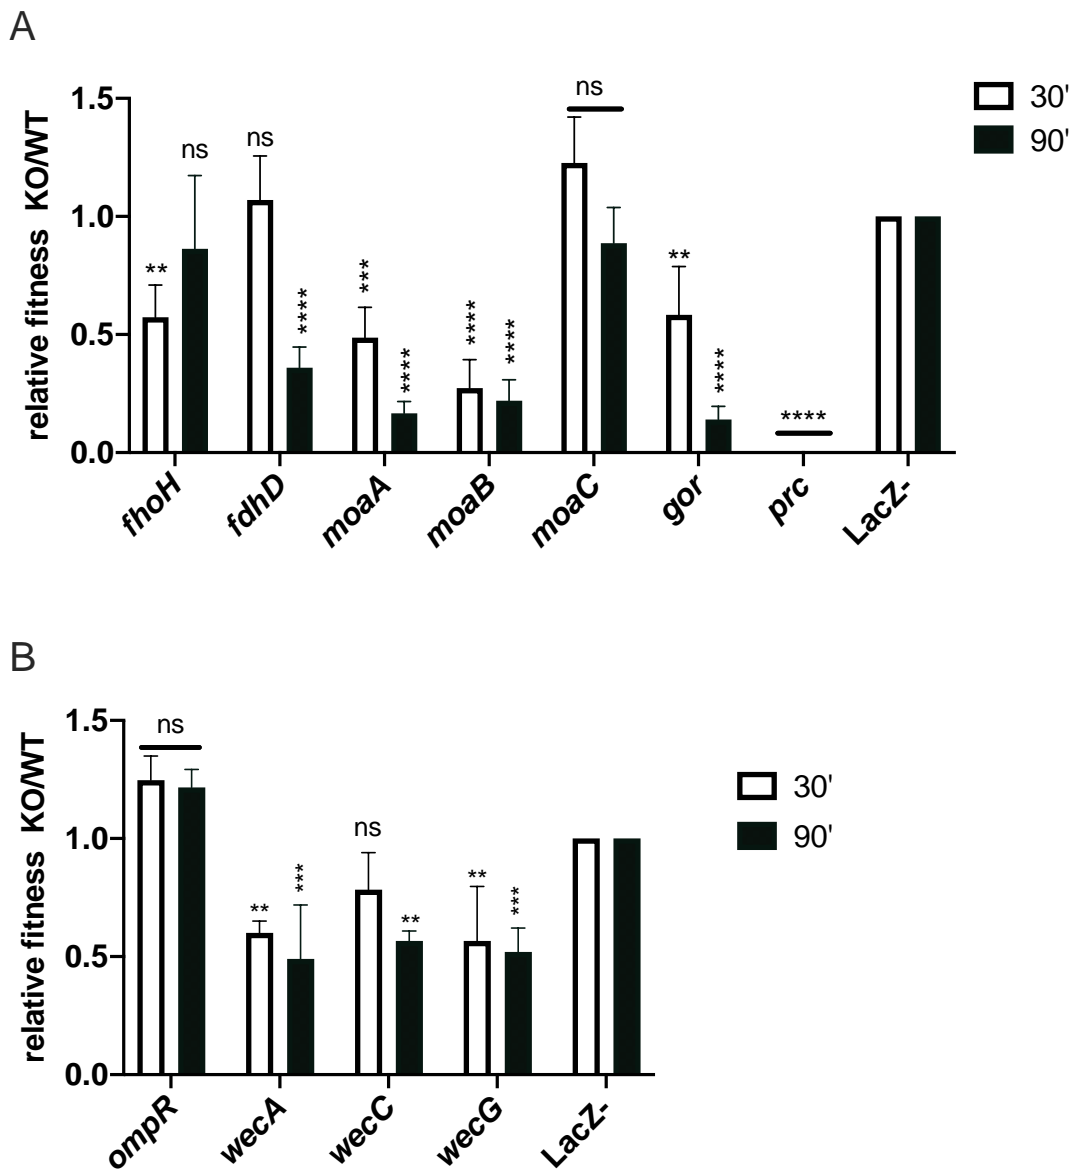 A
1.5
1.0
0.5
0.0
relative fitness KO/WT
ns
30'
90'
ns
ns
**
****
***
****
****
****
**
****
****
fhoH
fdhD
moaA
moaB
moaC
gor
prc
LacZ-
B
1.5
1.0
0.5
0.0
relative fitness KO/WT
ns
30'
90'
**
***
ns
**
**
***
ompR
wecA
wecC
wecG
LacZ-